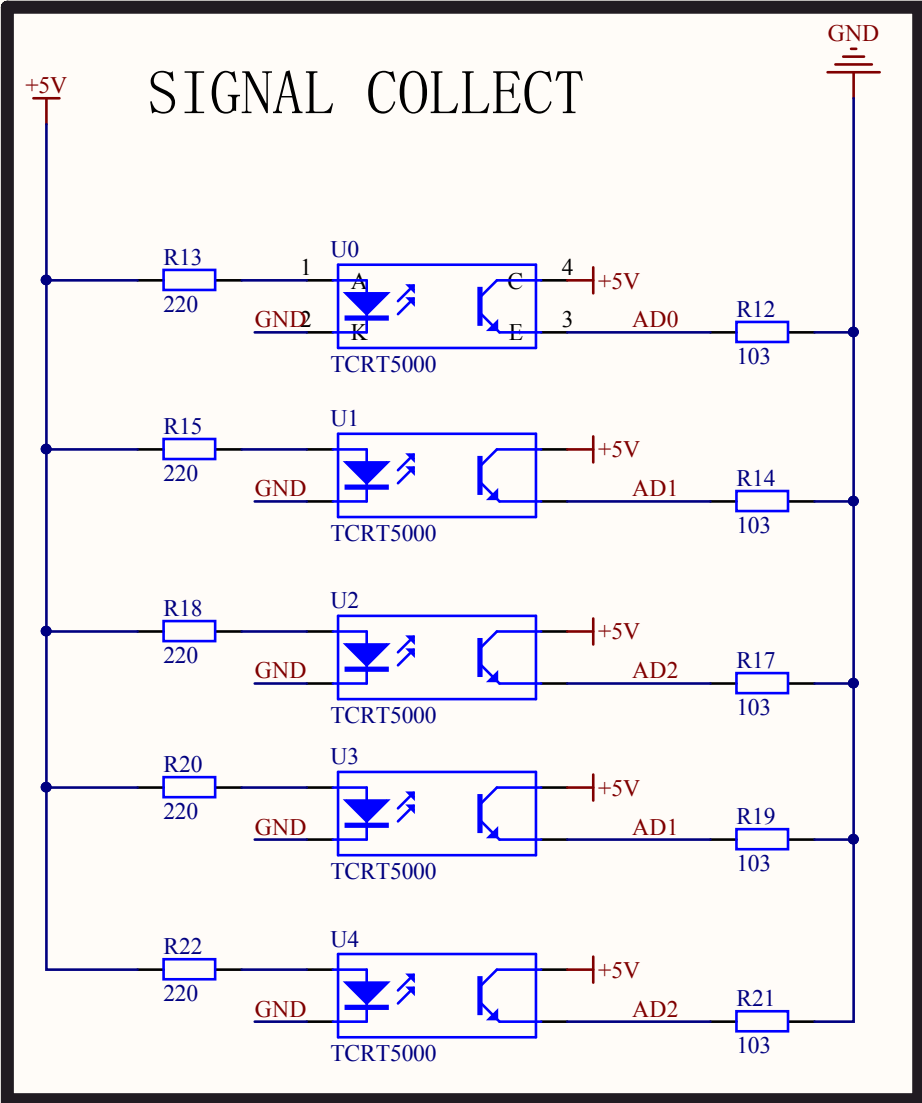 GND
+5V
SIGNAL COLLECT
U0
R13
1
A
C
4
+5V
220
GND
2
K
E
3
AD0
R12
TCRT5000
103
U1
R15
+5V
220
GND
AD1
R14
TCRT5000
103
U2
R18
+5V
220
GND
AD2
R17
TCRT5000
103
U3
R20
+5V
220
GND
AD1
R19
TCRT5000
103
U4
R22
+5V
220
GND
AD2
R21
TCRT5000
103